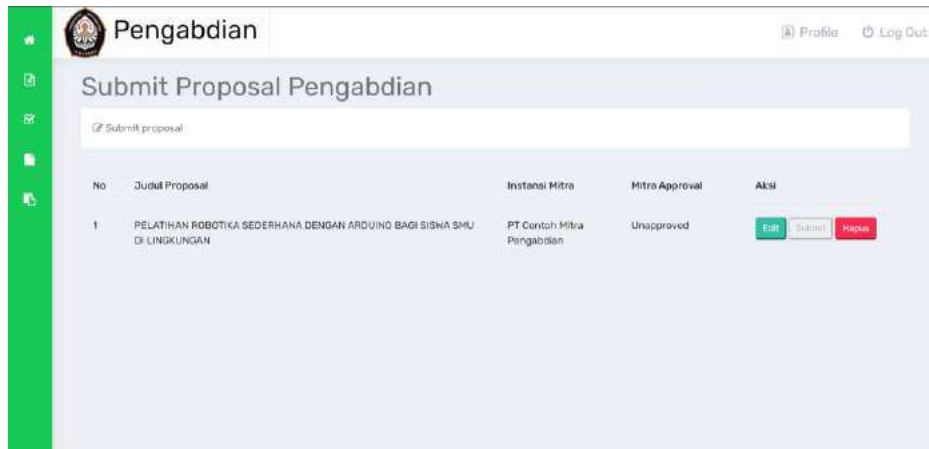 Pengabdian
Profile
Log Out
Submit Proposal Pengabdian
Submit proposal
No Judul Proposal Instansi Mitra Mitra Approval Aksi
1 PELATIHAN ROBOTIKA SEDERHANA DENGAN ARDUINO BAGI SISWA SMU PT Contoh Mitra Unapproved Edit Submit Hapus
DI LINGKUNGAN Pengabdian